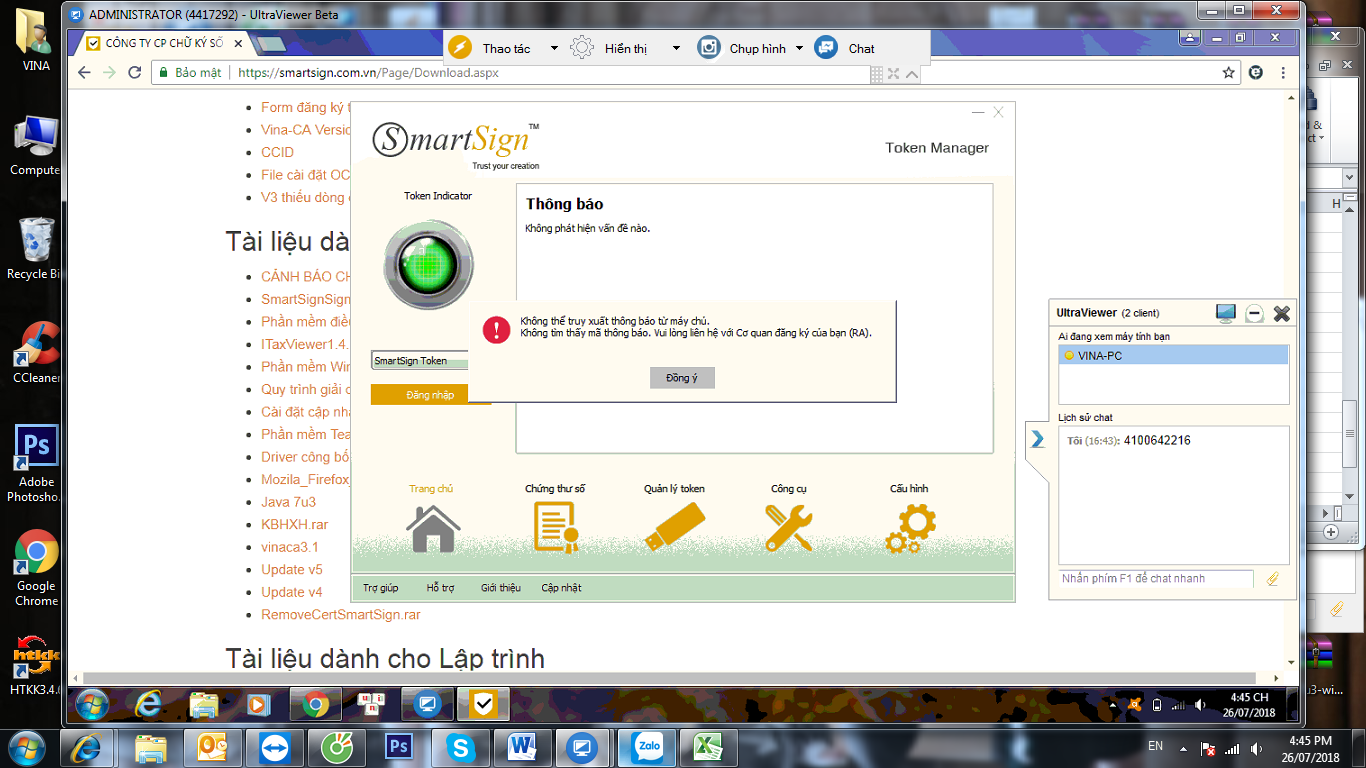 ADMINISTRATOR (4417292) - UltraViewer Beta
CÔNG TY CP CHỮ KÝ SỐ
Thao tác
Hiển thị
Chụp hình
Chat
Bảo mật
https://smartsign.com.vn/Page/Download.aspx
VINA
Compute
Recycle Bi
CCleaner
Adobe
Photosho...
Google
Chrome
HTKK3.4.6
Form đăng ký t
Vina-CA Versio
CCID
File cài đặt OC
V3 thiếu dòng
Tài liệu dà
CẢNH BÁO CH
SmartSignSign
Phần mềm điều
ITaxViewer1.4.
Phần mềm Win
Quy trình giải
Cài đặt cập nhậ
Phần mềm Tea
Driver công bố
Mozila_Firefox_
Java 7u3
KBHXH.rar
vinaca3.1
Update v5
Update v4
RemoveCertSmartSign.rar
Tài liệu dành cho Lập trình
SmartSign™
Trust your creation
Token Manager
Token Indicator
Thông báo
Không phát hiện vấn đề nào.
Không thể truy xuất thông báo từ máy chủ.
Không tìm thấy mã thông báo. Vui lòng liên hệ với Cơ quan đăng ký của bạn (RA).
Đồng ý
SmartSign Token
Đăng nhập
Trang chủ
Chứng thư số
Quản lý token
Công cụ
Cấu hình
Trợ giúp
Hỗ trợ
Giới thiệu
Cập nhật
UltraViewer (2 client)
Ai đang xem máy tính bạn
VINA-PC
Lịch sử chat
Tôi (16:43): 4100642216
Nhấn phím F1 để chat nhanh
d &
ct
H
u3-wi...
4:45 CH
26/07/2018
EN
4:45 PM
26/07/2018